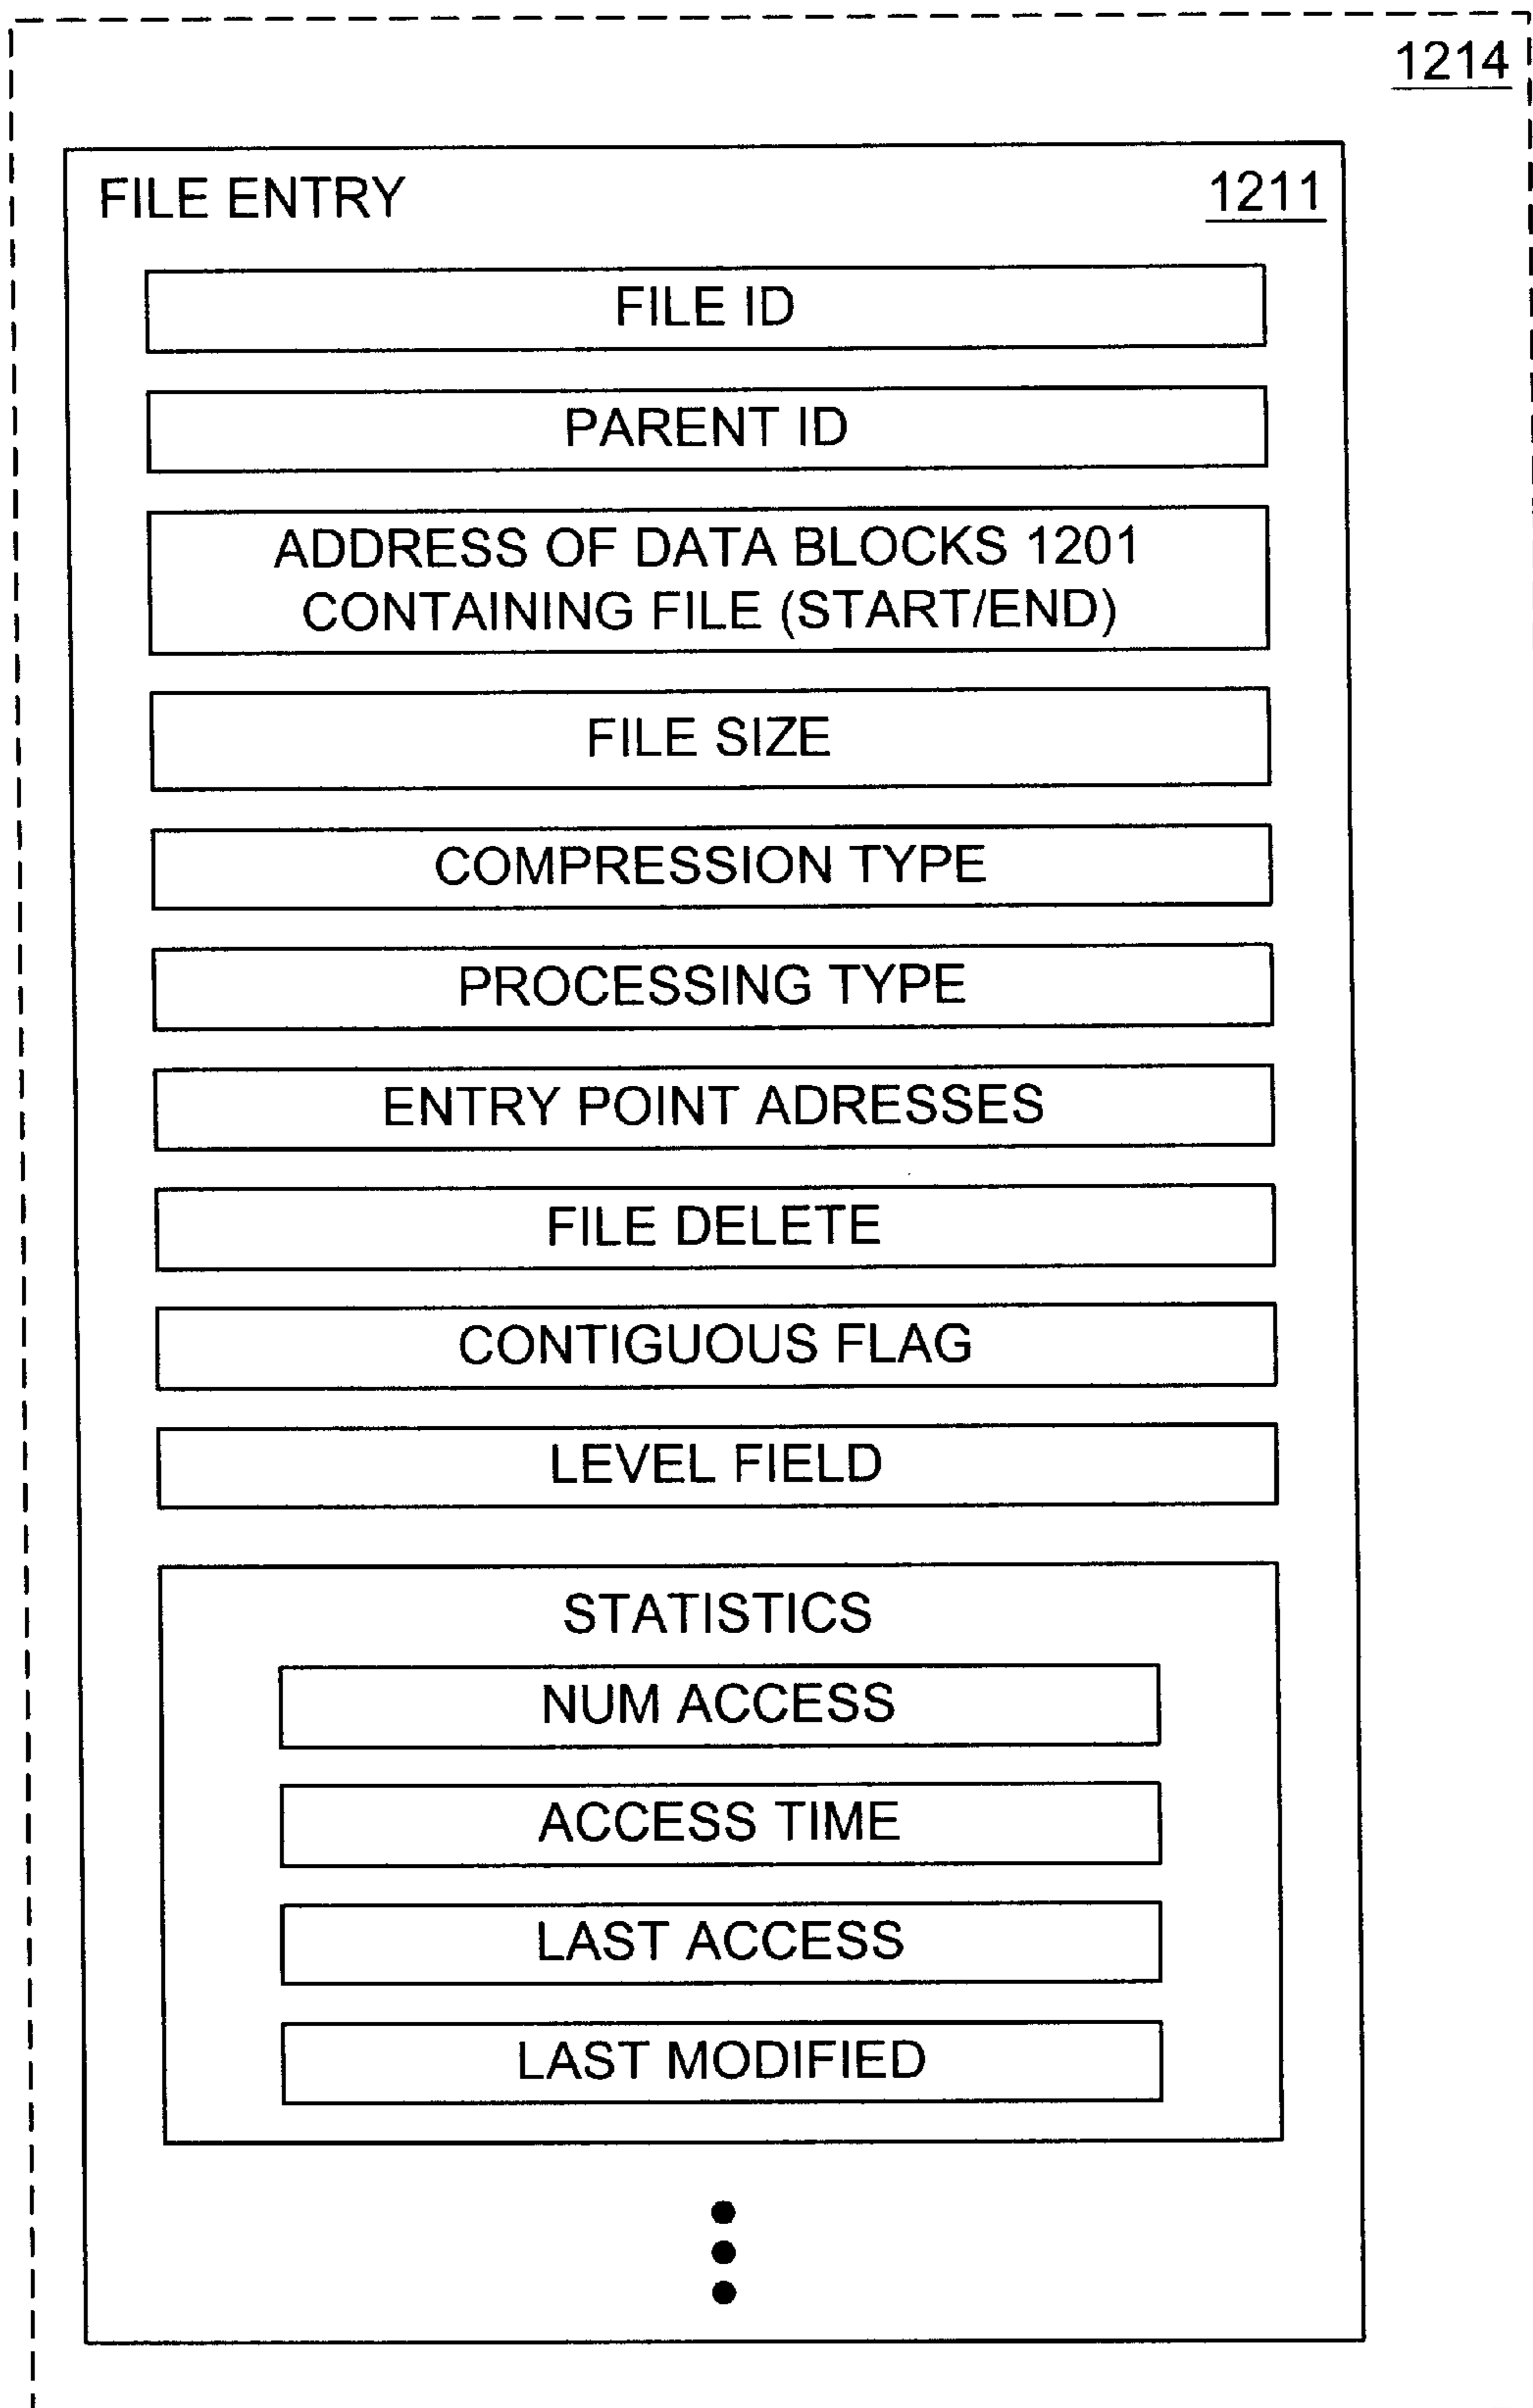 1214
FILE ENTRY 1211
FILE ID
PARENT ID
ADDRESS OF DATA BLOCKS 1201
CONTAINING FILE (START/END)
FILE SIZE
COMPRESSION TYPE
PROCESSING TYPE
ENTRY POINT ADRESSES
FILE DELETE
CONTIGUOUS FLAG
LEVEL FIELD
STATISTICS
NUM ACCESS
ACCESS TIME
LAST ACCESS
LAST MODIFIED